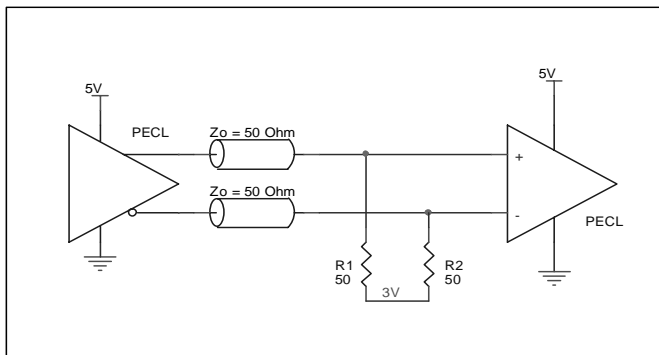 5V
PECL
Zo = 50 Ohm
Zo = 50 Ohm
5V
+
-
PECL
R1
50
R2
50
3V